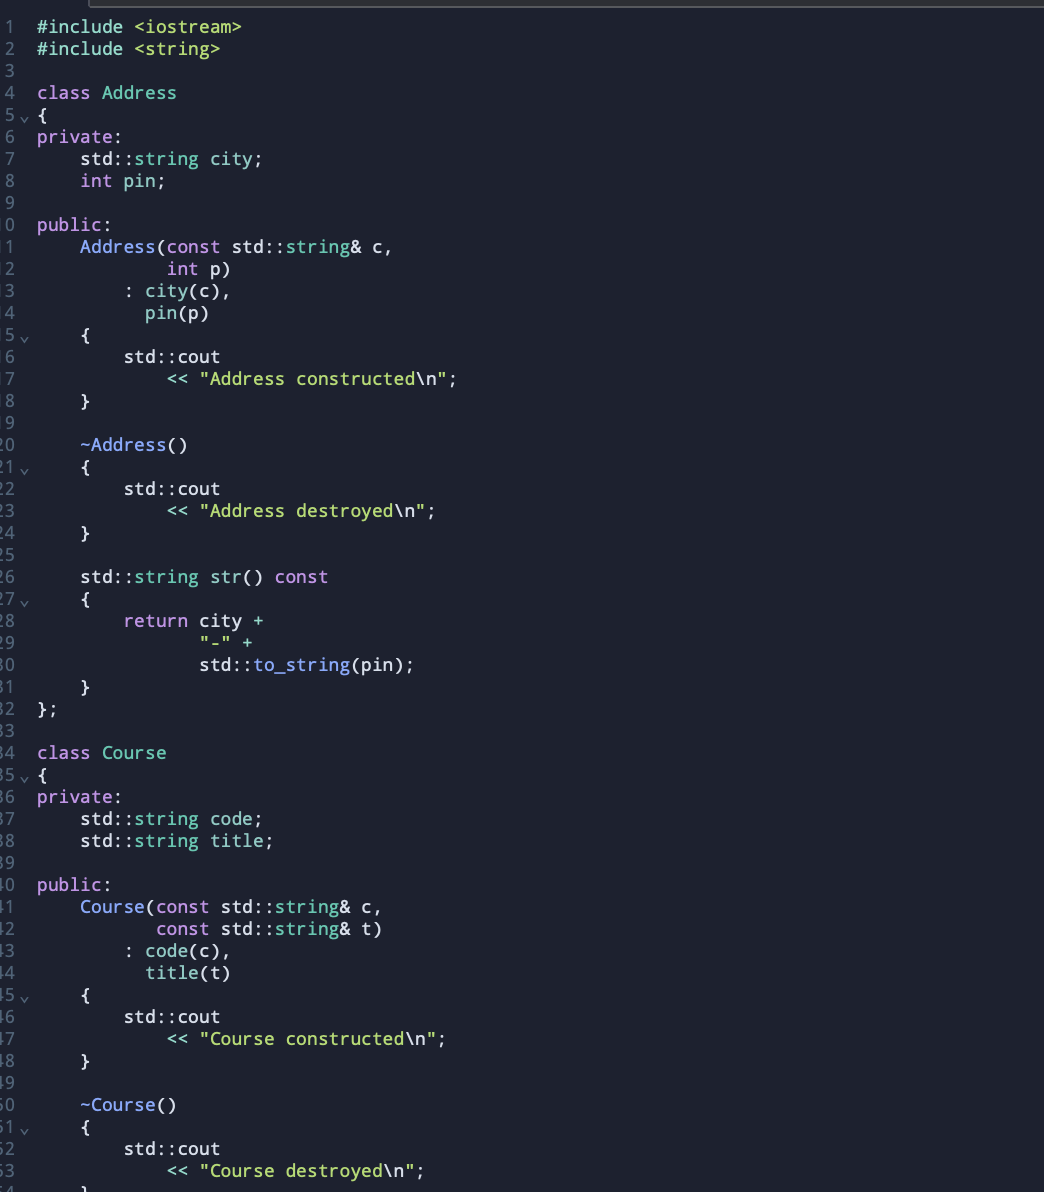 1 #include <iostream>
2 #include <string>
3
4 class Address
5 {
6 private:
7     std::string city;
8     int pin;
9
0 public:
1     Address(const std::string& c,
2             int p)
3         : city(c),
4           pin(p)
5     {
6         std::cout
7             << "Address constructed\n";
8     }
9
20     ~Address()
21     {
22         std::cout
23             << "Address destroyed\n";
24     }
25
26     std::string str() const
27     {
28         return city +
29                "-" +
30                std::to_string(pin);
31     }
32 };
33
34 class Course
35 {
36 private:
37     std::string code;
38     std::string title;
39
40 public:
41     Course(const std::string& c,
42            const std::string& t)
43         : code(c),
44           title(t)
45     {
46         std::cout
47             << "Course constructed\n";
48     }
49
50     ~Course()
51     {
52         std::cout
53             << "Course destroyed\n";